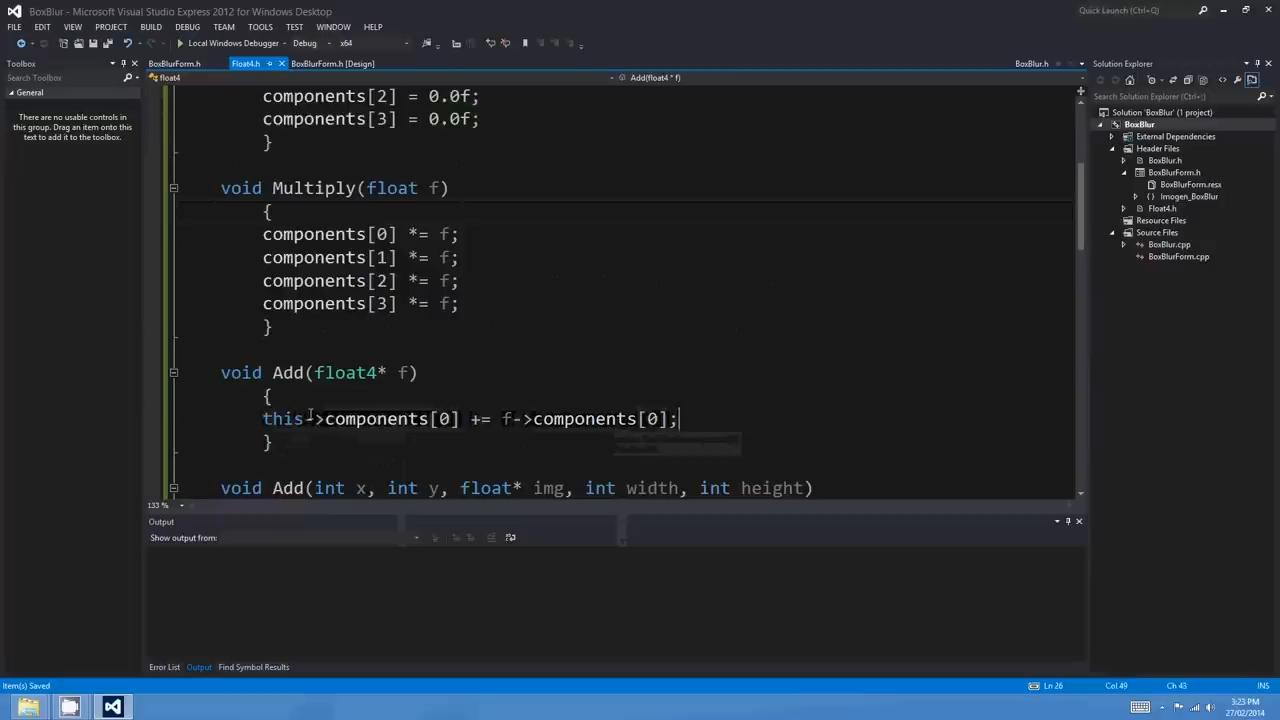 BoxBlur - Microsoft Visual Studio Express 2012 for Windows Desktop
Quick Launch (Ctrl+Q)
FILE EDIT VIEW PROJECT BUILD DEBUG TEAM TOOLS TEST WINDOW HELP
Local Windows Debugger Debug x64
Toolbox
BoxBlurForm.h Float4.h BoxBlurForm.h [Design] BoxBlur.h
Solution Explorer
Search Toolbox
float4 Add(float4 * f)
General
There are no usable controls in
this group. Drag an item onto this
text to add it to the toolbox.
components[2] = 0.0f;
components[3] = 0.0f;
}
void Multiply(float f)
{
components[0] *= f;
components[1] *= f;
components[2] *= f;
components[3] *= f;
}
void Add(float4* f)
{
this->components[0] += f->components[0];
}
void Add(int x, int y, float* img, int width, int height)
133 %
Output
Show output from:
Error List Output Find Symbol Results
Search Solution Explorer (Ctrl+;)
Solution 'BoxBlur' (1 project)
BoxBlur
External Dependencies
Header Files
BoxBlur.h
BoxBlurForm.h
BoxBlurForm.resx
Imogen_BoxBlur
Float4.h
Resource Files
Source Files
BoxBlur.cpp
BoxBlurForm.cpp
Item(s) Saved
Ln 26 Col 49 Ch 43 INS
3:23 PM
27/02/2014